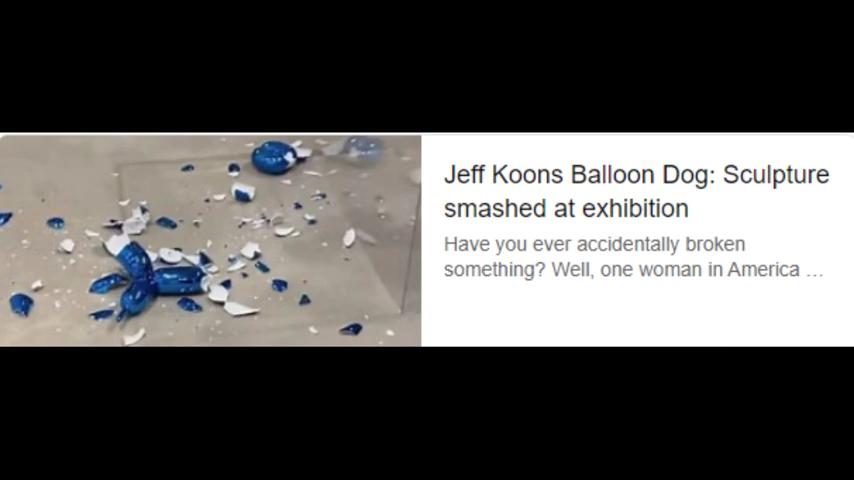 Jeff Koons Balloon Dog: Sculpture
smashed at exhibition
Have you ever accidentally broken
something? Well, one woman in America ...